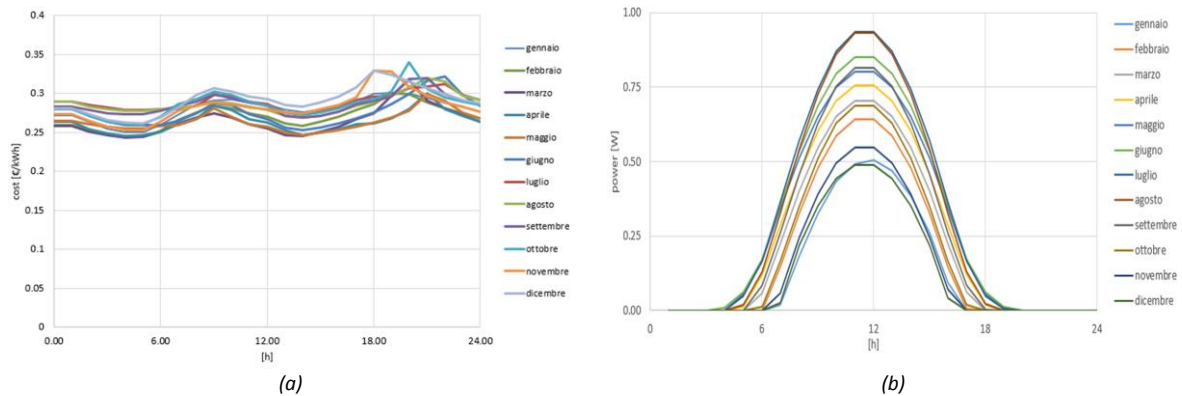 0.4
0.35
0.3
0.25
0.2
0.15
0.1
0.05
0
cost [€/kWh]
0.00
6.00
12.00
18.00
24.00
[h]
gennaio
febbraio
marzo
aprile
maggio
giugno
luglio
agosto
settembre
ottobre
novembre
dicembre
(a)
1.00
0.75
0.50
0.25
0.00
power [W]
0
6
12
18
24
[h]
gennaio
febbraio
marzo
aprile
maggio
giugno
luglio
agosto
settembre
ottobre
novembre
dicembre
(b)